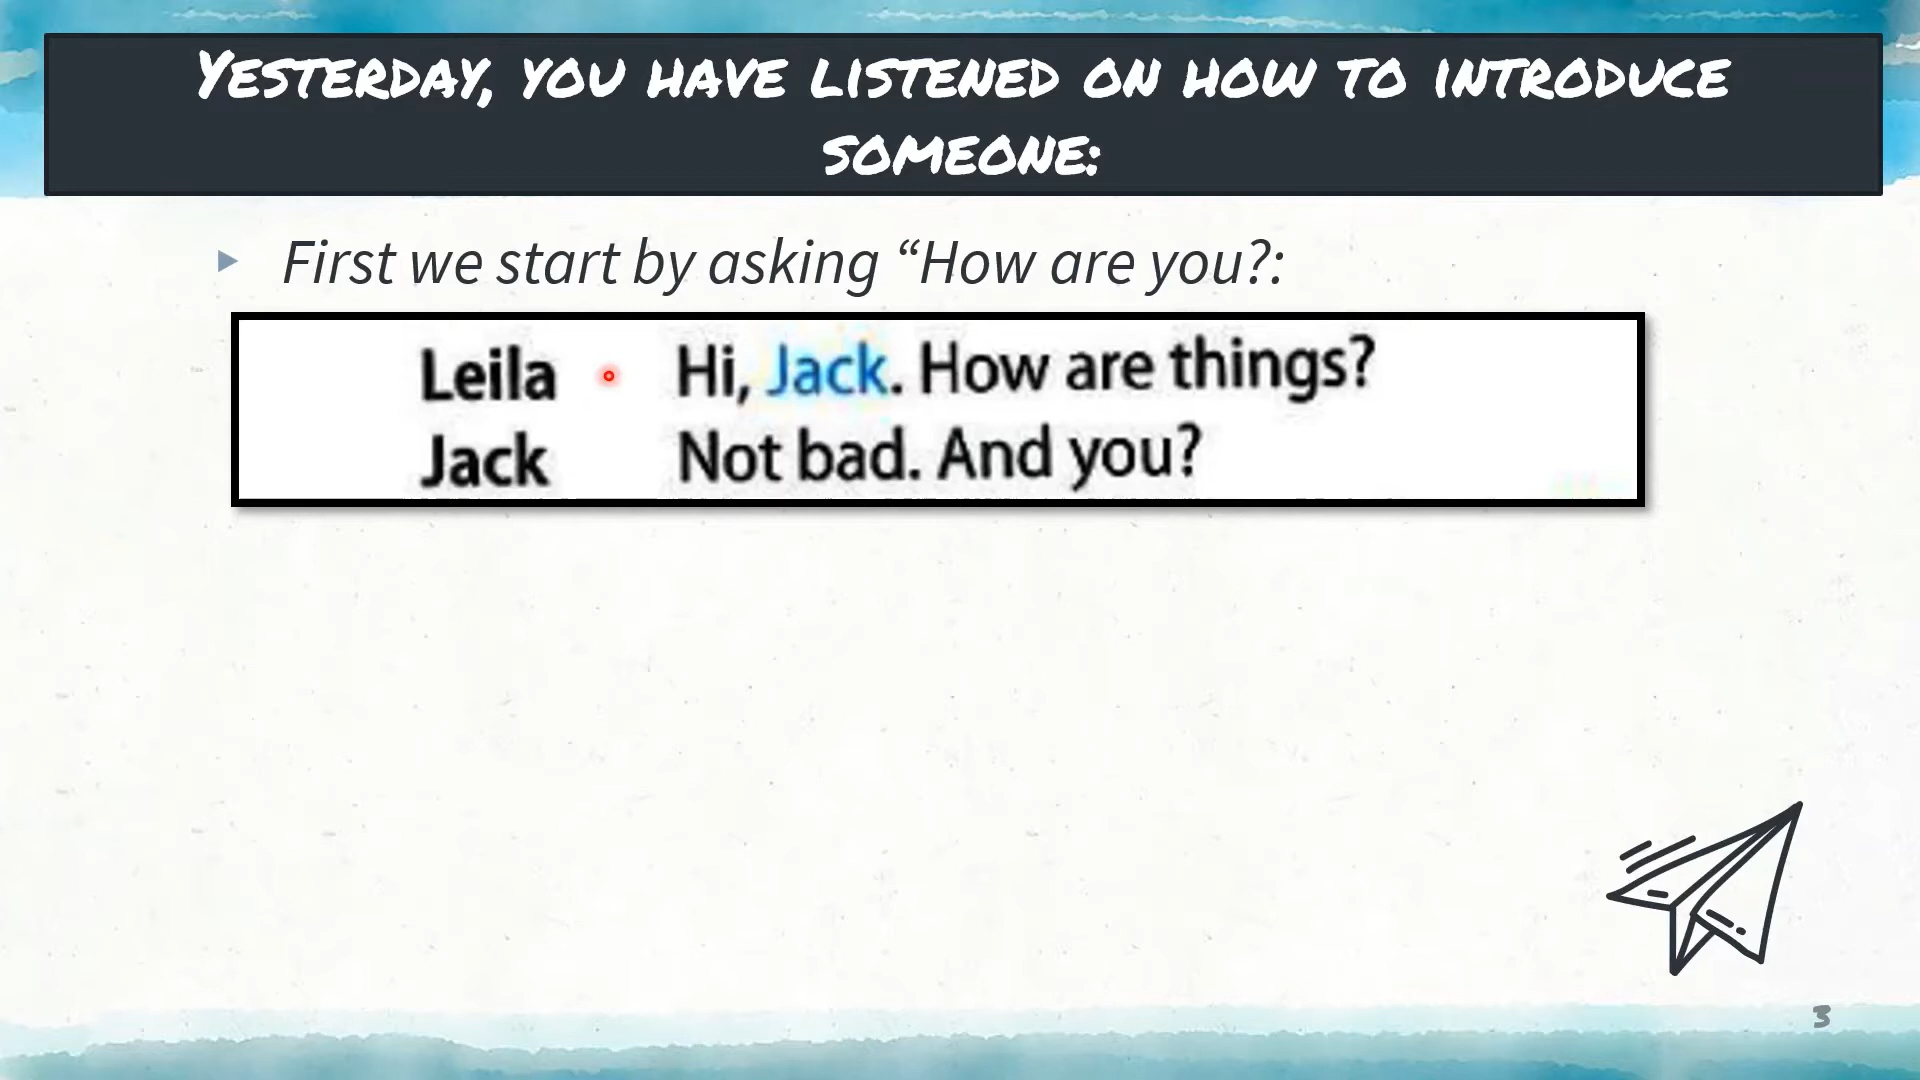 Yesterday, you have listened on how to introduce
someone:
First we start by asking “How are you?:
Leila Hi, Jack. How are things?
Jack Not bad. And you?
3